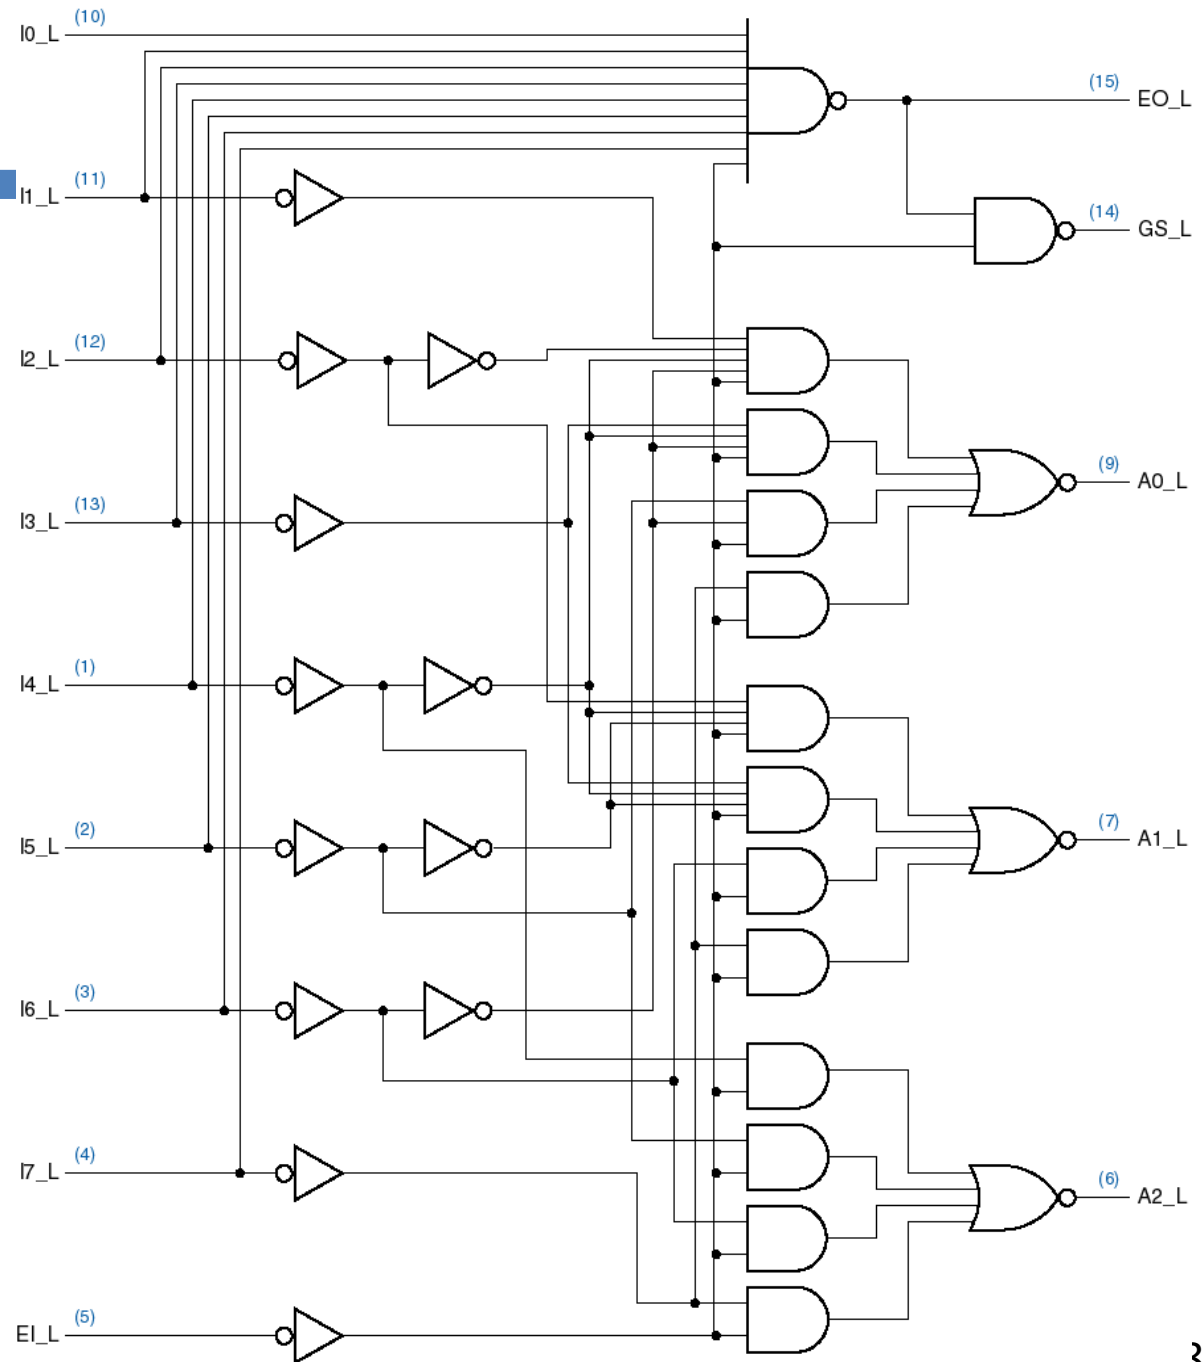 I0_L (10)
(15) EO_L
I1_L (11)
(14) GS_L
I2_L (12)
(9) A0_L
I3_L (13)
I4_L (1)
(7) A1_L
I5_L (2)
I6_L (3)
I7_L (4)
(6) A2_L
EI_L (5)